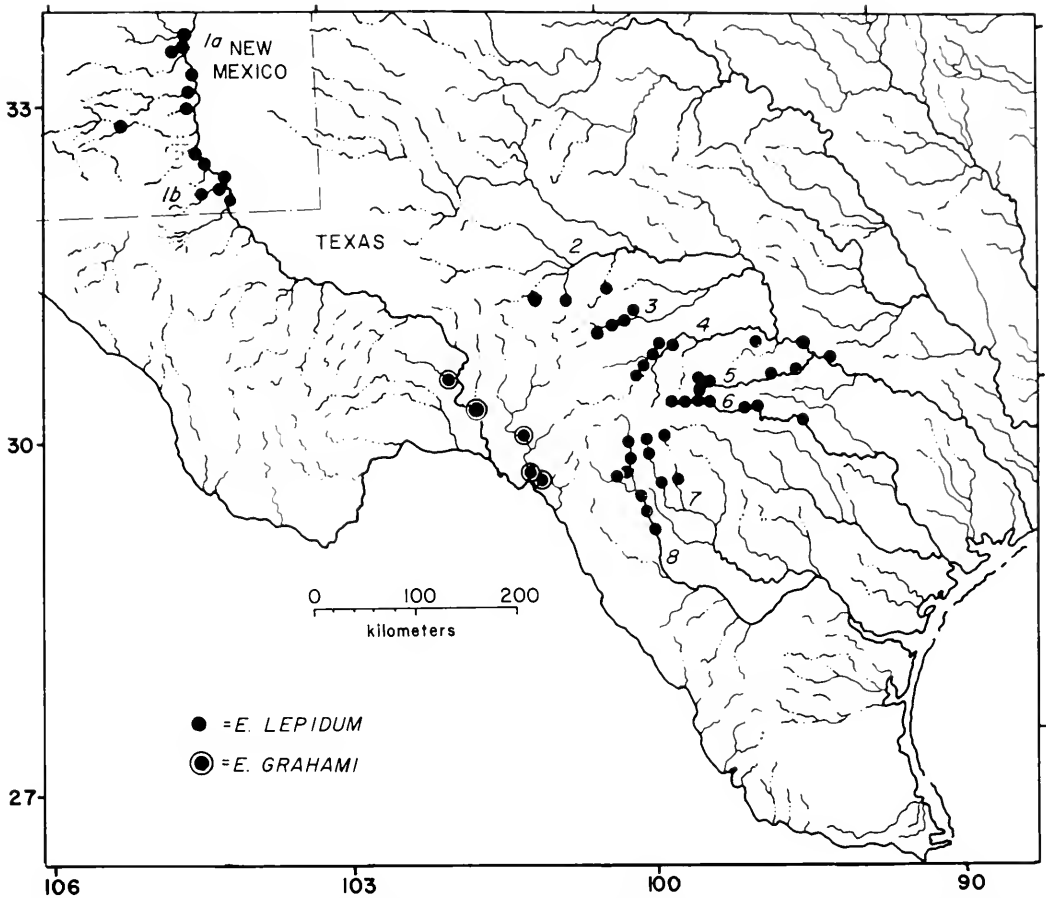 1a NEW
MEXICO
33
1b
TEXAS
2
3
4
5
6
30
7
8
0 100 200
kilometers
= E. LEPIDUM
= E. GRAHAMI
27
106 103 100 90